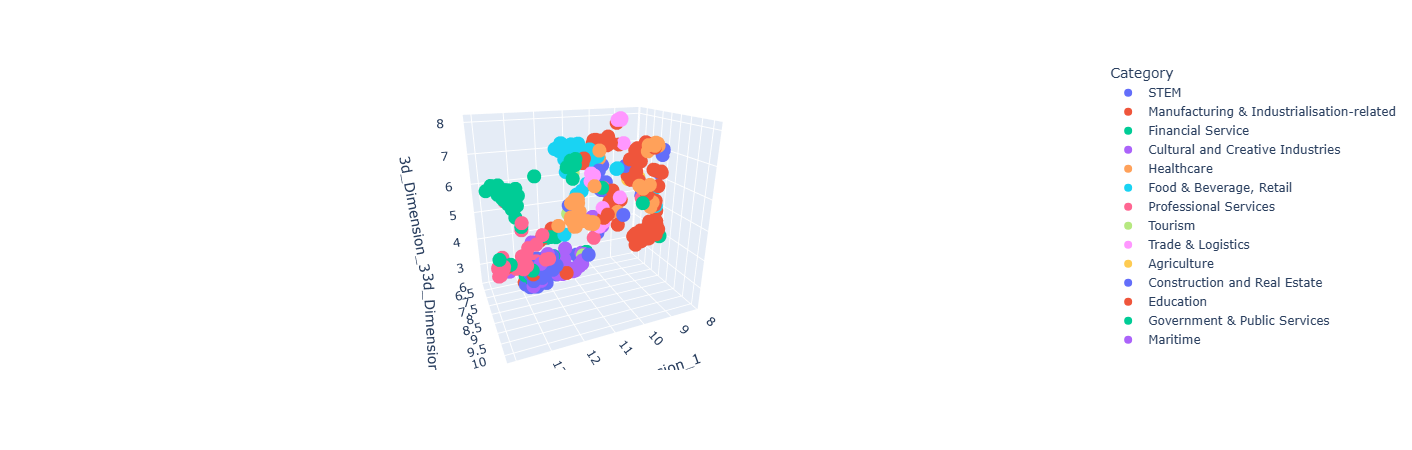 Category
STEM
Manufacturing & Industrialisation-related
Financial Service
Cultural and Creative Industries
Healthcare
Food & Beverage, Retail
Professional Services
Tourism
Trade & Logistics
Agriculture
Construction and Real Estate
Education
Government & Public Services
Maritime
3d_Dimension_3
8
7
6
5
4
3
3d_Dimension
6
6.5
7
7.5
8
8.5
9
9.5
10
12
11
10
9
8
sion_1